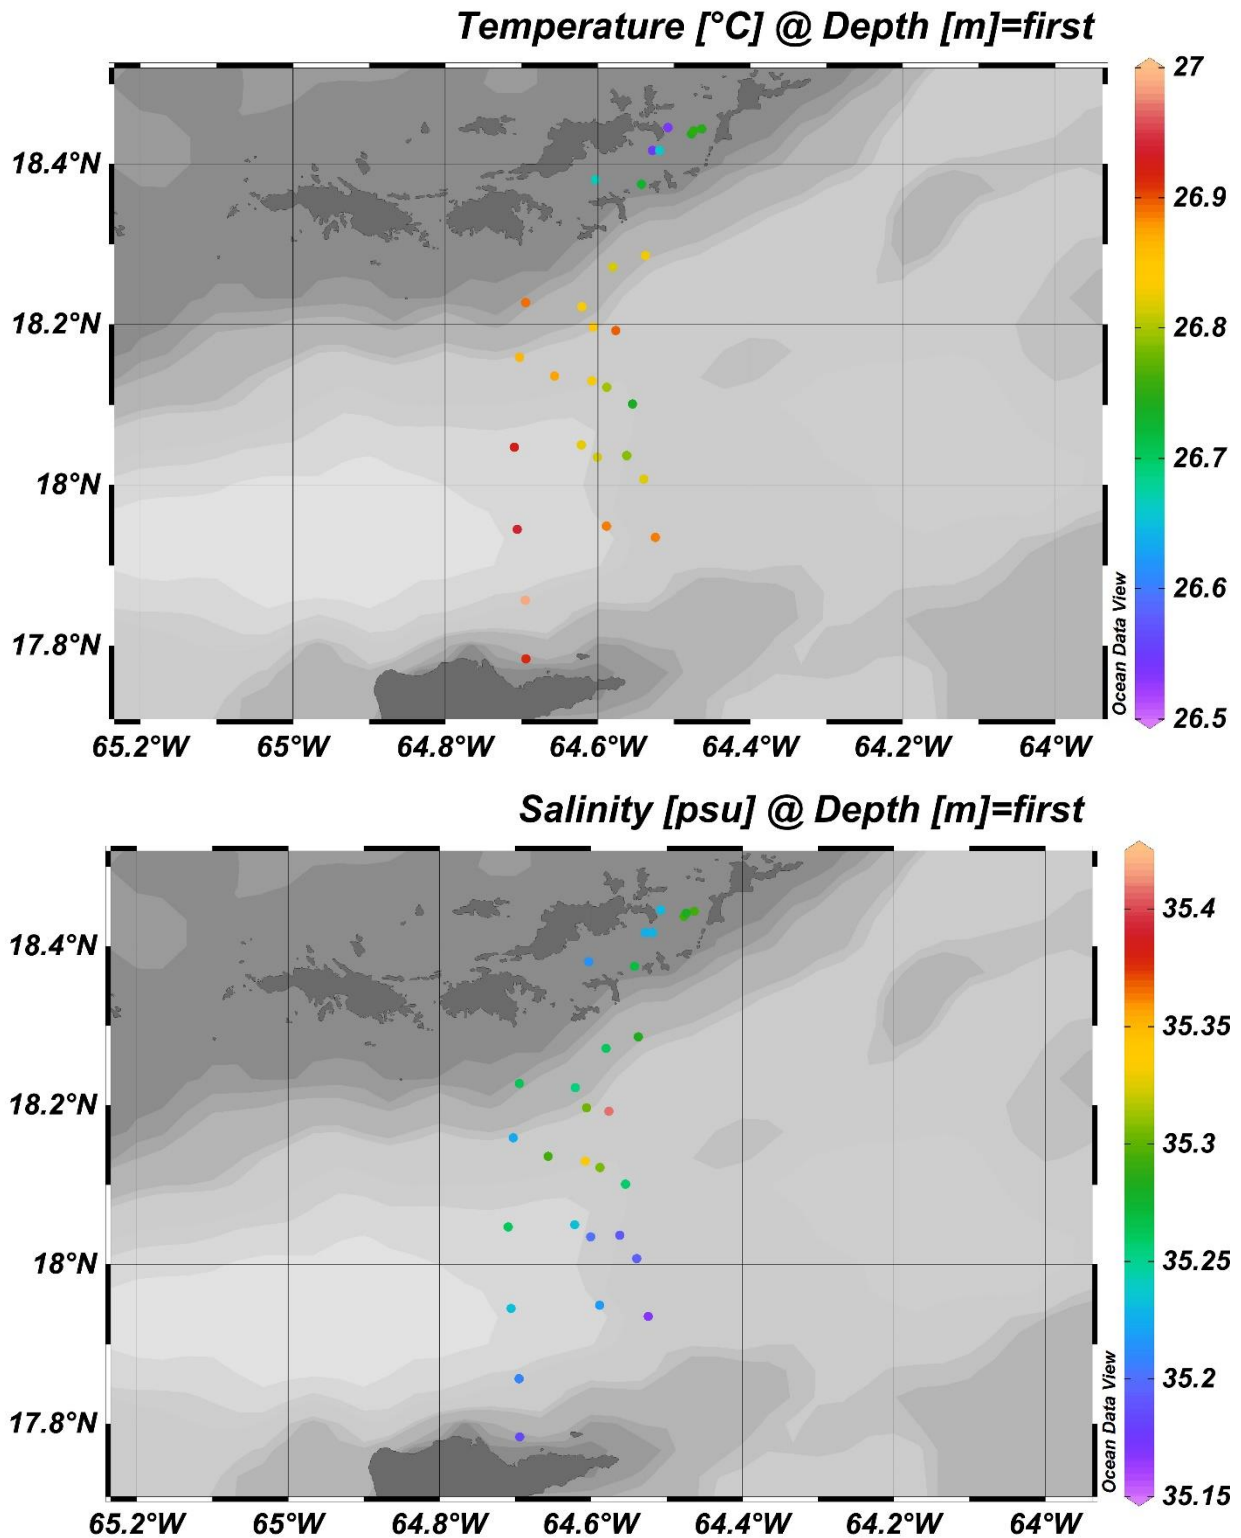 Temperature [°C] @ Depth [m]=first
27
18.4°N
26.9
18.2°N
26.8
26.7
18°N
26.6
17.8°N
Ocean Data View
26.5
65.2°W 65°W 64.8°W 64.6°W 64.4°W 64.2°W 64°W
Salinity [psu] @ Depth [m]=first
35.4
18.4°N
35.35
18.2°N
35.3
35.25
18°N
35.2
17.8°N
Ocean Data View
35.15
65.2°W 65°W 64.8°W 64.6°W 64.4°W 64.2°W 64°W